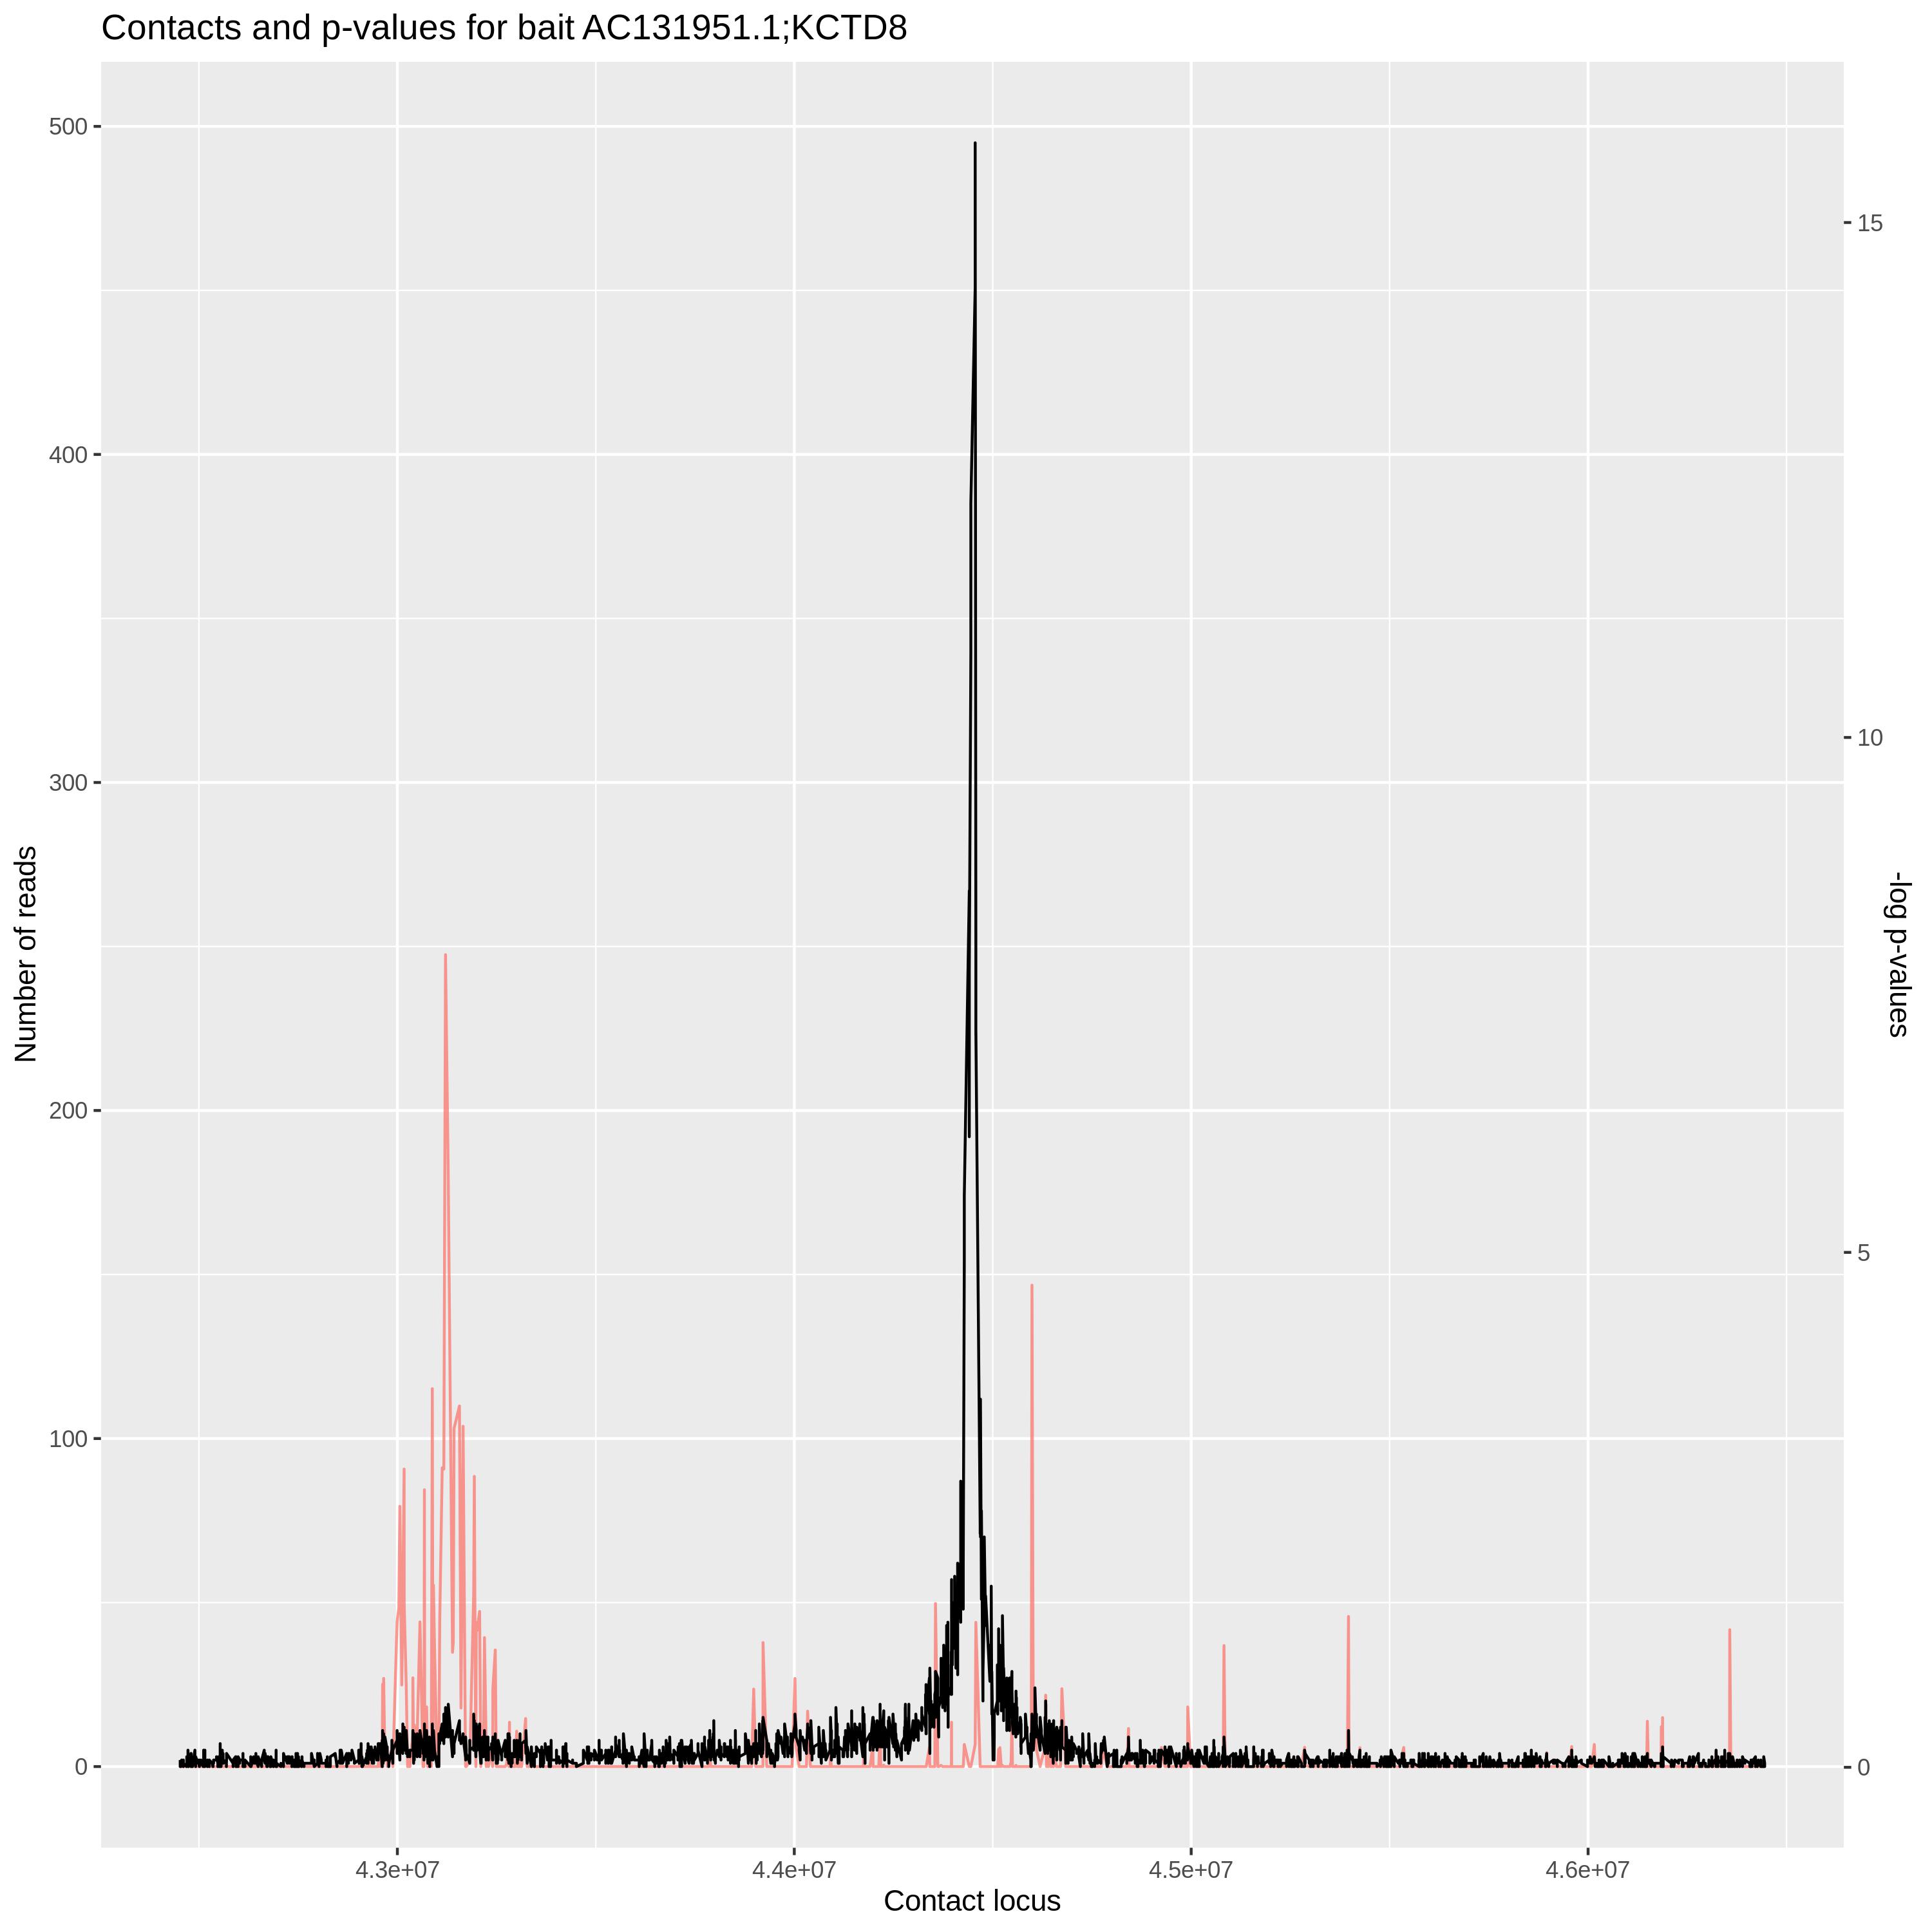 Contacts and p-values for bait AC131951.1;KCTD8
500
400
300
200
100
0
Number of reads
15
10
5
0
-log p-values
4.3e+07
4.4e+07
4.5e+07
4.6e+07
Contact locus